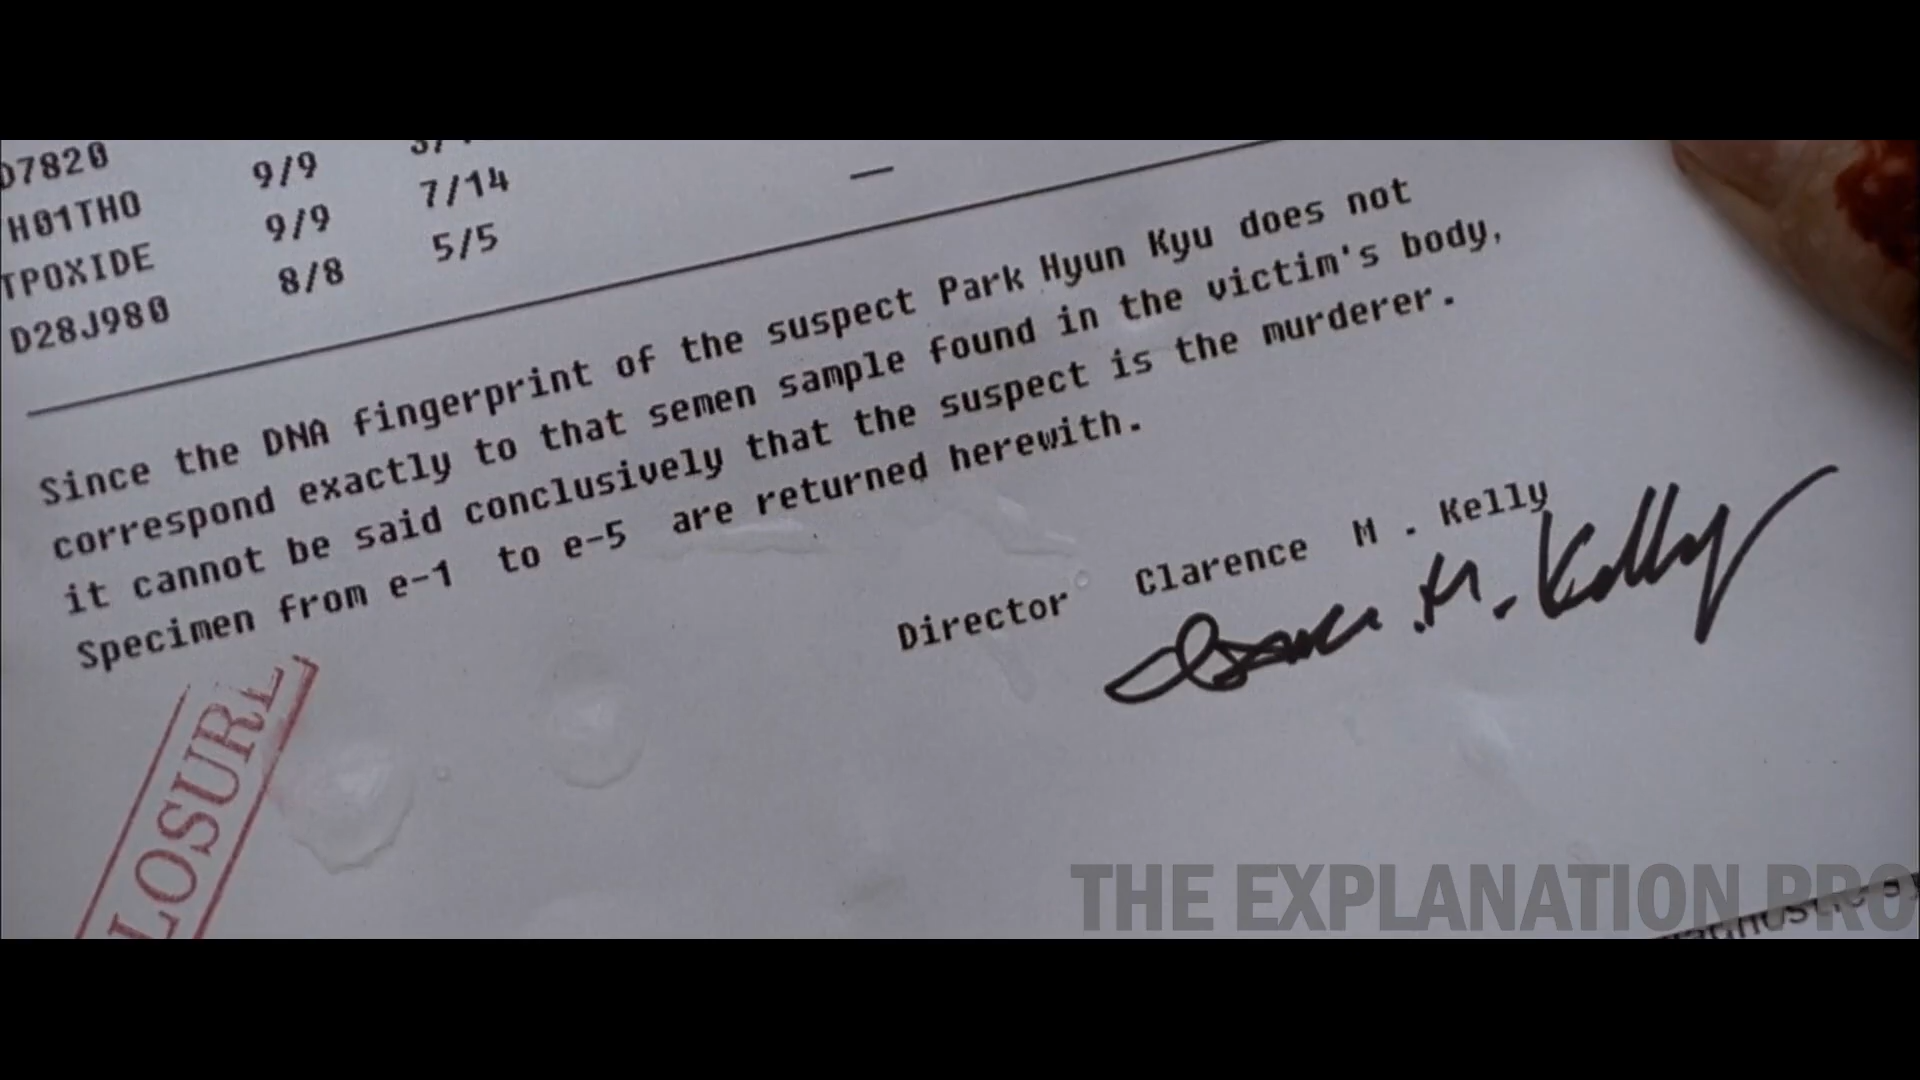 D7820 9/9
H01THO 9/9 7/14
TPOXIDE 8/8 5/5
D28J980
Since the DNA fingerprint of the suspect Park Hyun Kyu does not
correspond exactly to that semen sample found in the victim's body,
it cannot be said conclusively that the suspect is the murderer.
Specimen from e-1 to e-5 are returned herewith.
Director Clarence M . Kelly
M. Kelly
LOSURE
THE EXPLANATION PRO